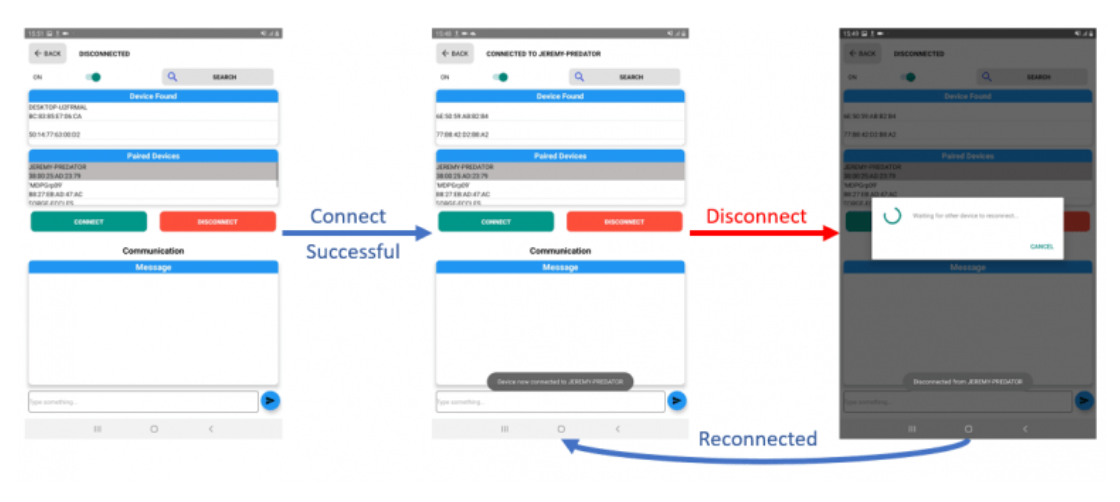 15:51
← BACK DISCONNECTED
ON SEARCH
Device Found
DESKTOP-U2FRMAL
BC:83:85:E7:06:CA
50:14:77:63:00:D2
Paired Devices
JEREMY-PREDATOR
38:00:25:AD:23:79
'MDPGrp09'
B8:27:EB:AD:47:AC
CONNECT DISCONNECT
Communication
Message
Type something...
Connect
Successful
15:48
← BACK CONNECTED TO JEREMY-PREDATOR
ON SEARCH
Device Found
6E:50:59:AB:B2:B4
77:BB:42:D2:BB:A2
Paired Devices
JEREMY-PREDATOR
38:00:25:AD:23:79
'MDPGrp09'
B8:27:EB:AD:47:AC
CONNECT DISCONNECT
Communication
Message
Device now connected to JEREMY-PREDATOR
Type something...
Disconnect
15:49
← BACK DISCONNECTED
ON SEARCH
Device Found
6E:50:59:AB:B2:B4
77:BB:42:D2:BB:A2
Paired Devices
JEREMY-PREDATOR
38:00:25:AD:23:79
'MDPGrp09'
B8:27:EB:AD:47:AC
Waiting for other device to reconnect...
CANCEL
Message
Disconnected from JEREMY-PREDATOR
Type something...
Reconnected